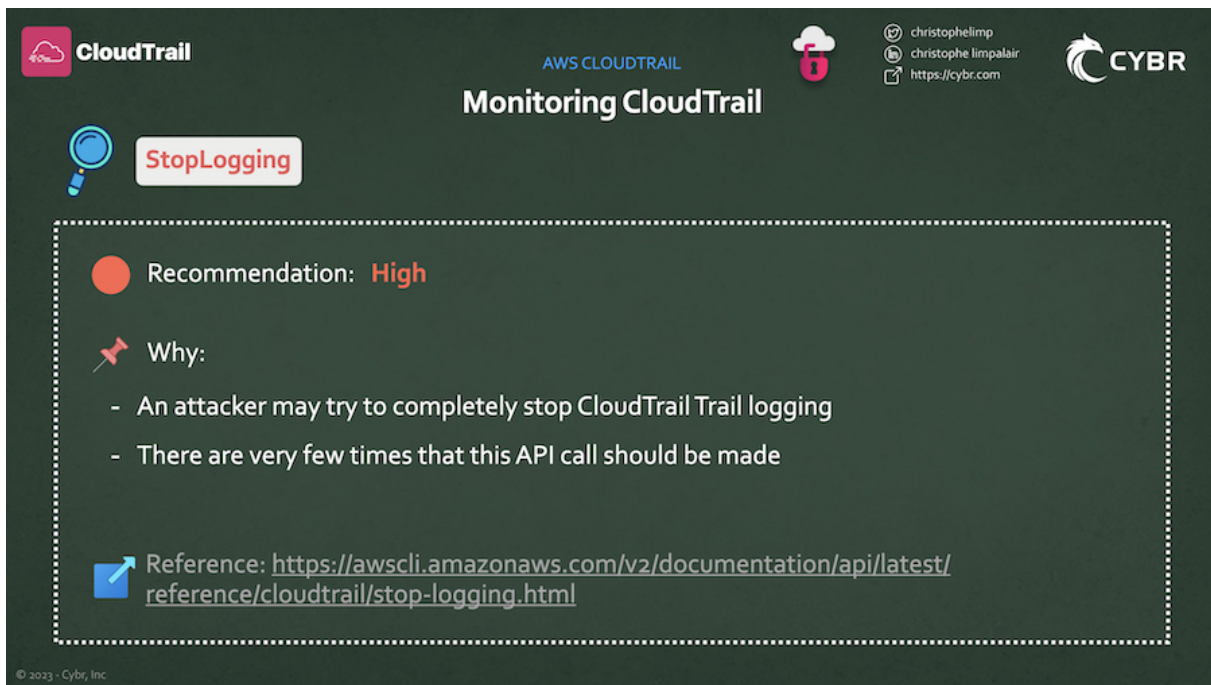 CloudTrail
AWS CLOUDTRAIL
Monitoring CloudTrail
christophelimp
christophe limpalair
https://cybr.com
CYBR
StopLogging
Recommendation: High
Why:
- An attacker may try to completely stop CloudTrail Trail logging
- There are very few times that this API call should be made
Reference: https://awscli.amazonaws.com/v2/documentation/api/latest/
reference/cloudtrail/stop-logging.html
© 2023 - Cybr, Inc